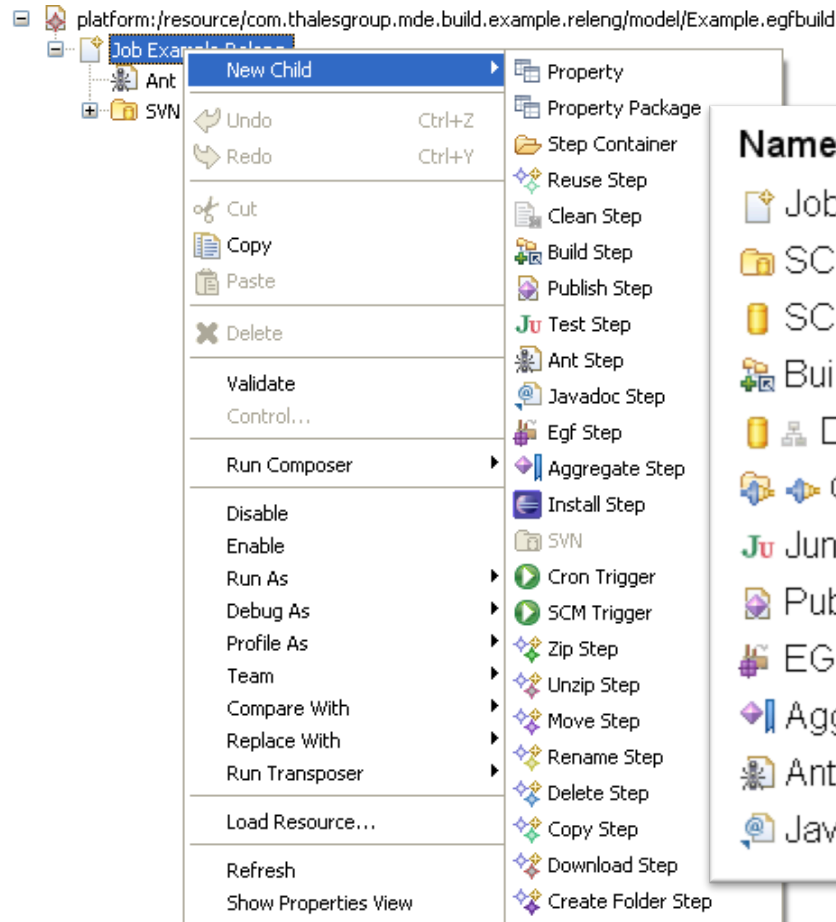 platform:/resource/com.thalesgroup.mde.build.example.releng/model/Example.egfbuild
Job Example Releng
Ant
SVN
New Child
Undo Ctrl+Z
Redo Ctrl+Y
Cut
Copy
Paste
Delete
Validate
Control...
Run Composer
Disable
Enable
Run As
Debug As
Profile As
Team
Compare With
Replace With
Run Transposer
Load Resource...
Refresh
Show Properties View
Property
Property Package
Step Container
Reuse Step
Clean Step
Build Step
Publish Step
Ju Test Step
Ant Step
Javadoc Step
Egf Step
Aggregate Step
Install Step
SVN
Cron Trigger
SCM Trigger
Zip Step
Unzip Step
Move Step
Rename Step
Delete Step
Copy Step
Download Step
Create Folder Step
Name
Job
SC
SC
Bui
Ju Jun
Pub
EG
Agg
Ant
Jav